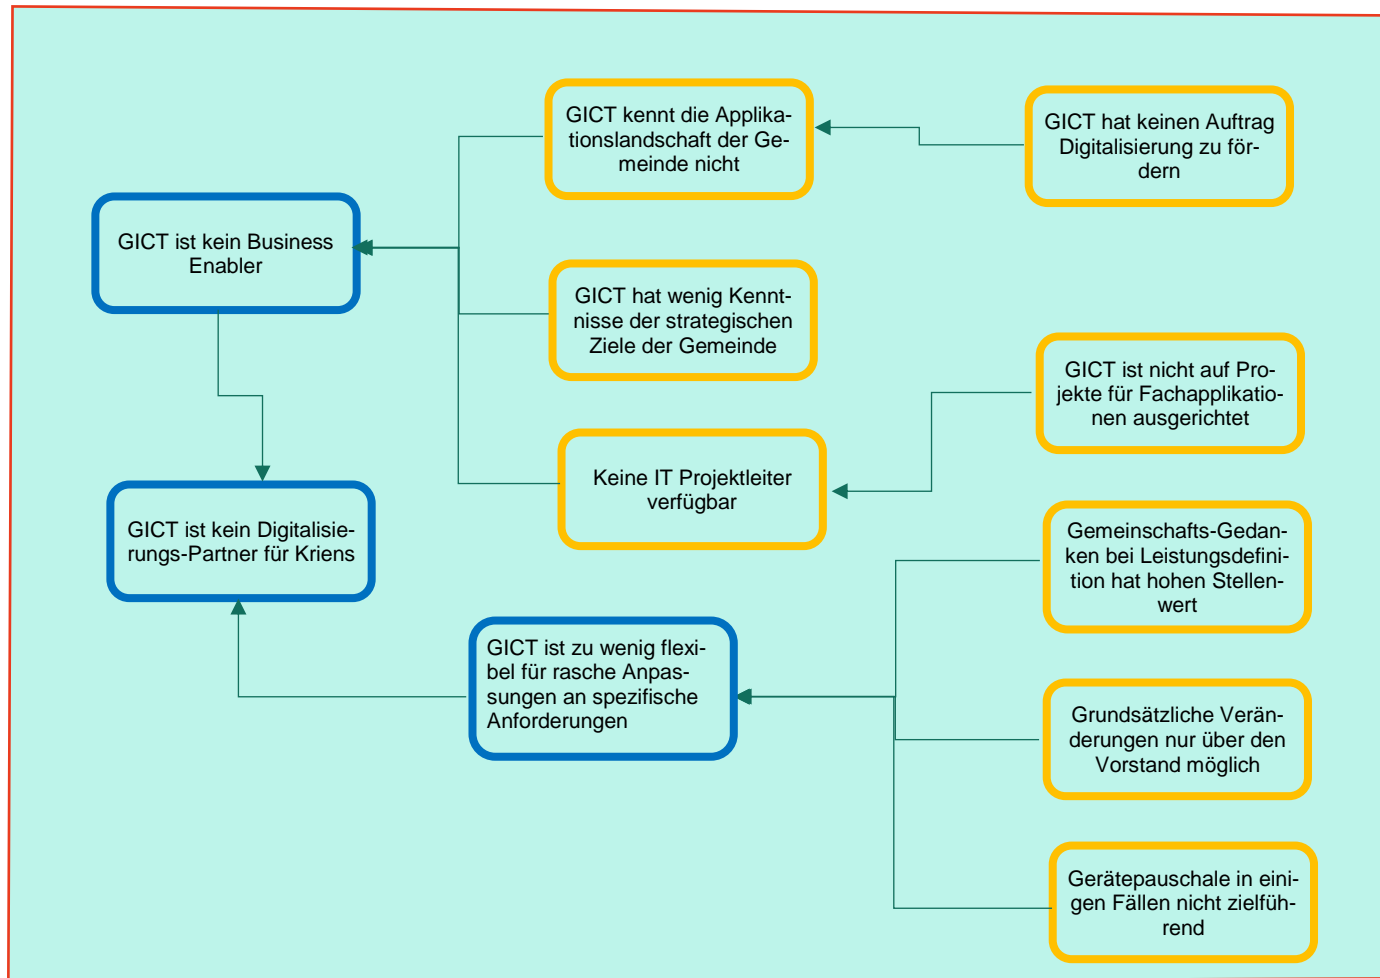 GICT kennt die Applika-
tionslandschaft der Ge-
meinde nicht
GICT hat keinen Auftrag
Digitalisierung zu för-
dern
GICT ist kein Business
Enabler
GICT hat wenig Kennt-
nisse der strategischen
Ziele der Gemeinde
GICT ist nicht auf Pro-
jekte für Fachapplikatio-
nen ausgerichtet
Keine IT Projektleiter
verfügbar
GICT ist kein Digitalisie-
rungs-Partner für Kriens
Gemeinschafts-Gedan-
ken bei Leistungsdefini-
tion hat hohen Stellen-
wert
GICT ist zu wenig flexi-
bel für rasche Anpas-
sungen an spezifische
Anforderungen
Grundsätzliche Verän-
derungen nur über den
Vorstand möglich
Gerätepauschale in eini-
gen Fällen nicht zielfüh-
rend